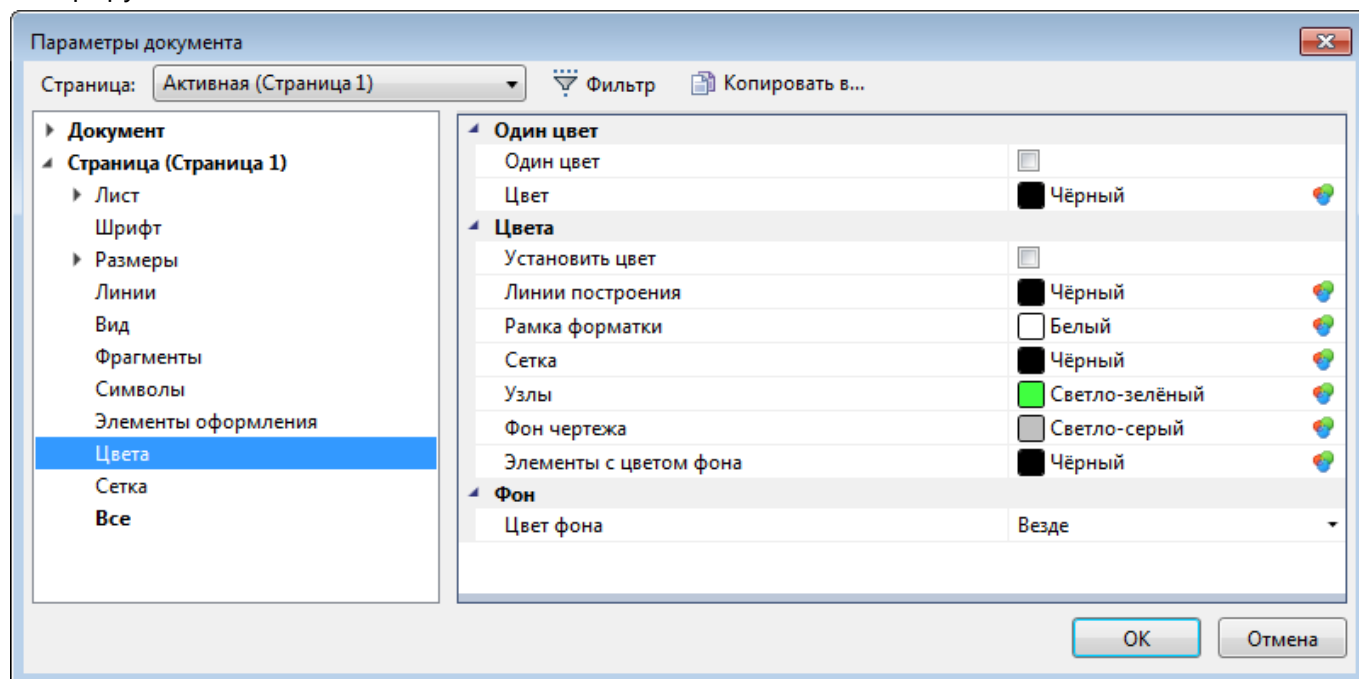 Параметры документа
Страница: Активная (Страница 1) Фильтр Копировать в...
Документ
Страница (Страница 1)
Лист
Шрифт
Размеры
Линии
Вид
Фрагменты
Символы
Элементы оформления
Цвета
Сетка
Все
Один цвет
Один цвет
Цвет Чёрный
Цвета
Установить цвет
Линии построения Чёрный
Рамка форматки Белый
Сетка Чёрный
Узлы Светло-зелёный
Фон чертежа Светло-серый
Элементы с цветом фона Чёрный
Фон
Цвет фона Везде
OK Отмена